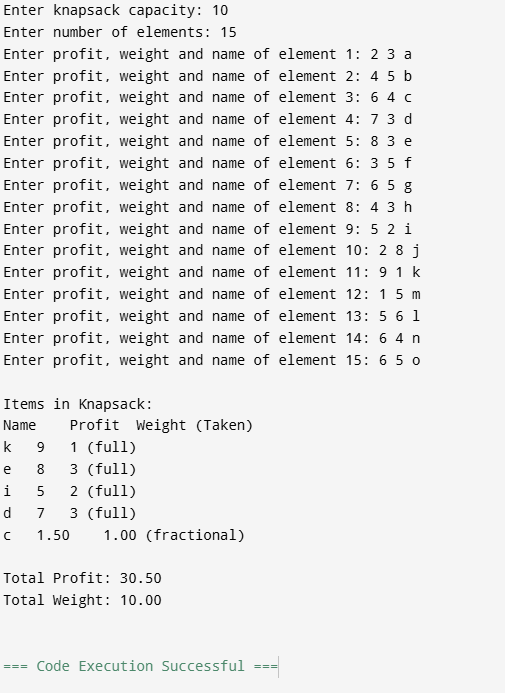 Enter knapsack capacity: 10
Enter number of elements: 15
Enter profit, weight and name of element 1: 2 3 a
Enter profit, weight and name of element 2: 4 5 b
Enter profit, weight and name of element 3: 6 4 c
Enter profit, weight and name of element 4: 7 3 d
Enter profit, weight and name of element 5: 8 3 e
Enter profit, weight and name of element 6: 3 5 f
Enter profit, weight and name of element 7: 6 5 g
Enter profit, weight and name of element 8: 4 3 h
Enter profit, weight and name of element 9: 5 2 i
Enter profit, weight and name of element 10: 2 8 j
Enter profit, weight and name of element 11: 9 1 k
Enter profit, weight and name of element 12: 1 5 m
Enter profit, weight and name of element 13: 5 6 l
Enter profit, weight and name of element 14: 6 4 n
Enter profit, weight and name of element 15: 6 5 o
Items in Knapsack:
Name    Profit  Weight (Taken)
k   9   1 (full)
e   8   3 (full)
i   5   2 (full)
d   7   3 (full)
c   1.50    1.00 (fractional)
Total Profit: 30.50
Total Weight: 10.00
=== Code Execution Successful ===